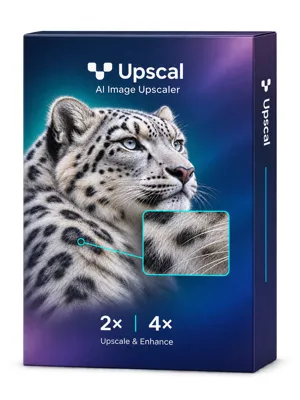 Upscal
AI Image Upscaler
2× | 4×
Upscale & Enhance
Upscal